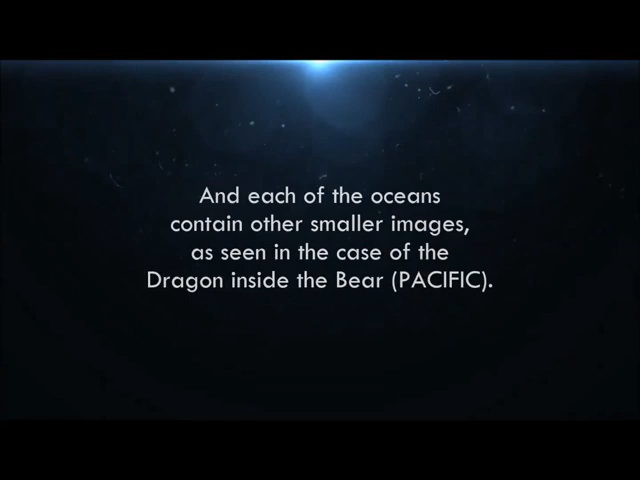 And each of the oceans
contain other smaller images,
as seen in the case of the
Dragon inside the Bear (PACIFIC).